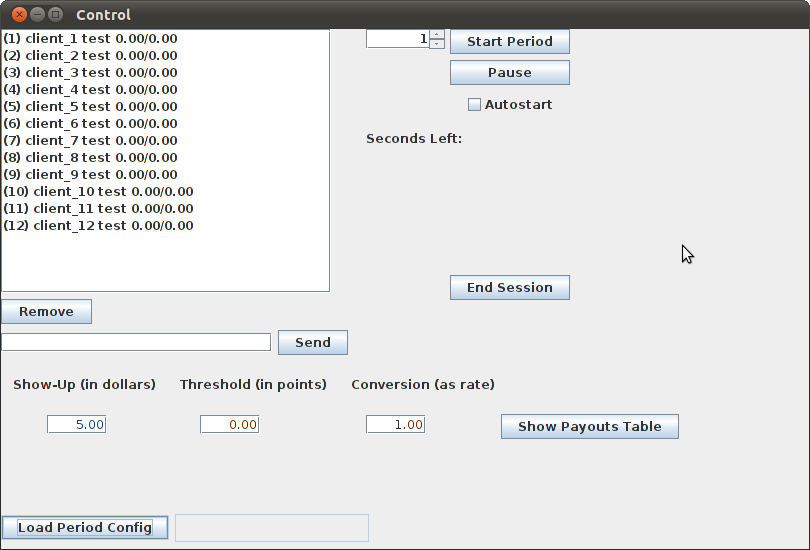 Control
(1) client_1 test 0.00/0.00
(2) client_2 test 0.00/0.00
(3) client_3 test 0.00/0.00
(4) client_4 test 0.00/0.00
(5) client_5 test 0.00/0.00
(6) client_6 test 0.00/0.00
(7) client_7 test 0.00/0.00
(8) client_8 test 0.00/0.00
(9) client_9 test 0.00/0.00
(10) client_10 test 0.00/0.00
(11) client_11 test 0.00/0.00
(12) client_12 test 0.00/0.00
1
Start Period
Pause
Autostart
Seconds Left:
End Session
Remove
Send
Show-Up (in dollars) Threshold (in points) Conversion (as rate)
5.00 0.00 1.00 Show Payouts Table
Load Period Config